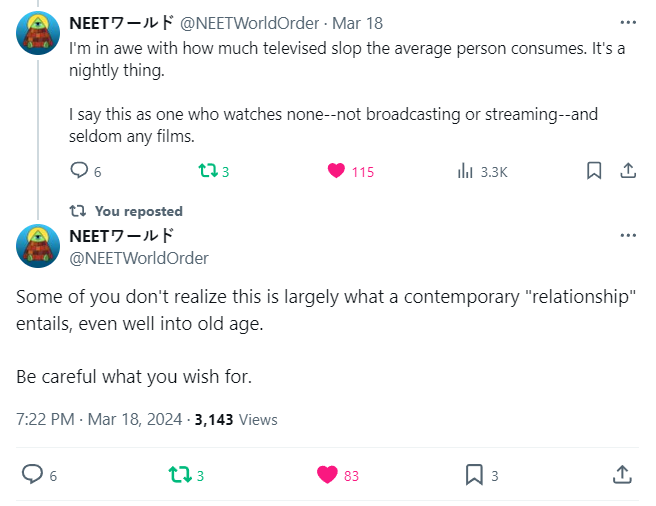 NEETワールド @NEETWorldOrder · Mar 18
I'm in awe with how much televised slop the average person consumes. It's a
nightly thing.
I say this as one who watches none--not broadcasting or streaming--and
seldom any films.
6 3 115 3.3K
You reposted
NEETワールド
@NEETWorldOrder
Some of you don't realize this is largely what a contemporary "relationship"
entails, even well into old age.
Be careful what you wish for.
7:22 PM · Mar 18, 2024 · 3,143 Views
6 3 83 3